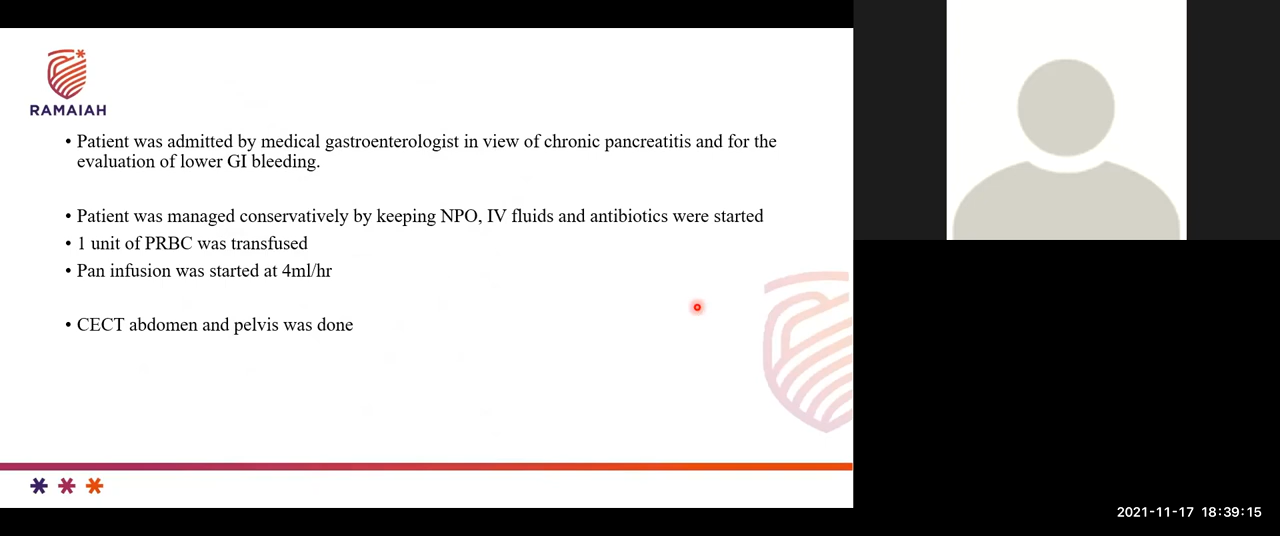 RAMAIAH
• Patient was admitted by medical gastroenterologist in view of chronic pancreatitis and for the
evaluation of lower GI bleeding.
• Patient was managed conservatively by keeping NPO, IV fluids and antibiotics were started
• 1 unit of PRBC was transfused
• Pan infusion was started at 4ml/hr
• CECT abdomen and pelvis was done
2021-11-17 18:39:15